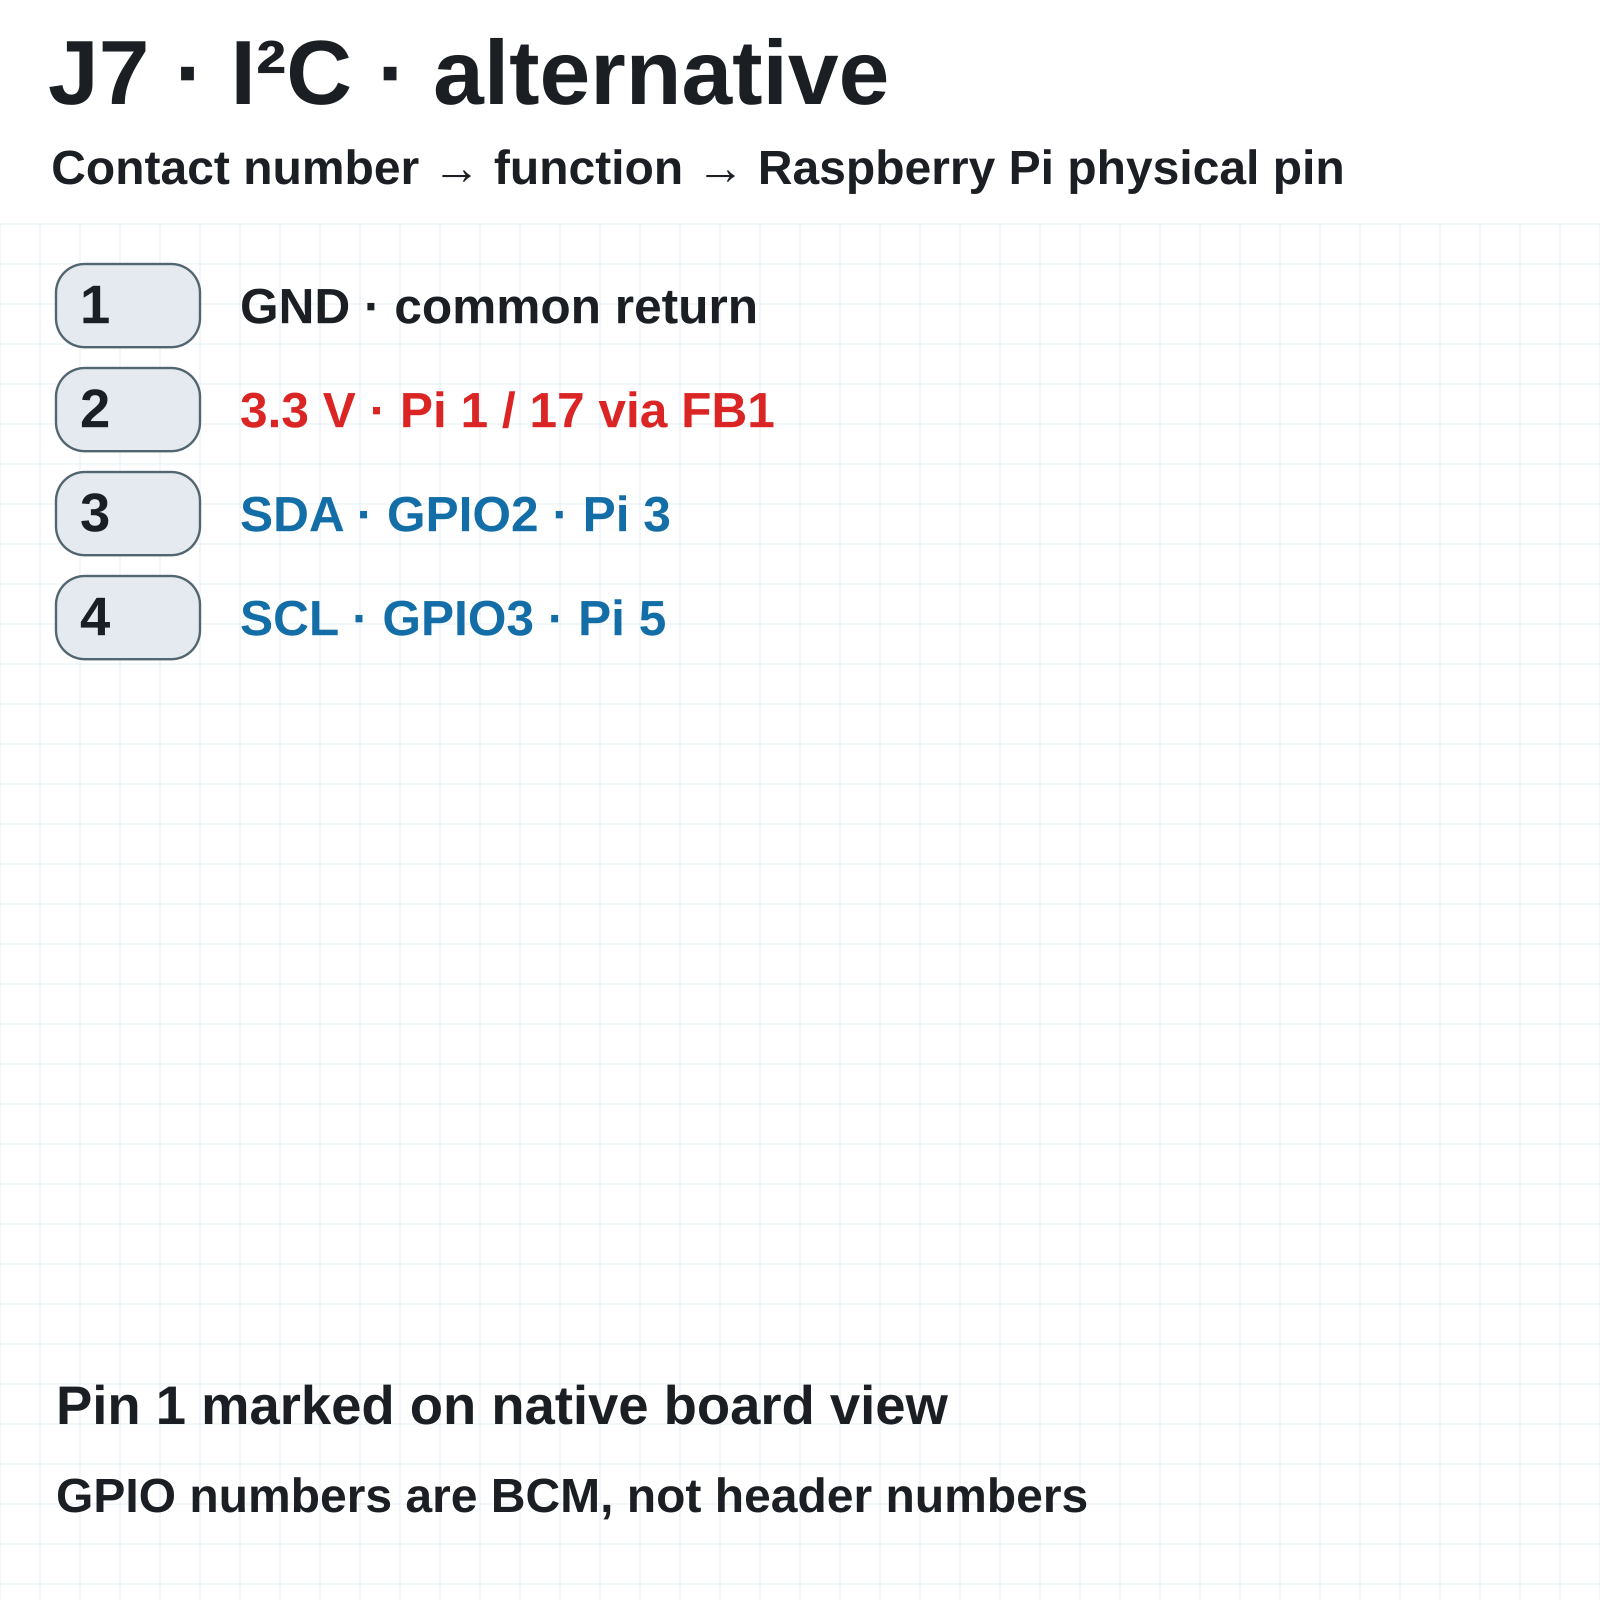 J7 · I²C · alternative
Contact number → function → Raspberry Pi physical pin
1 GND · common return
2 3.3 V · Pi 1 / 17 via FB1
3 SDA · GPIO2 · Pi 3
4 SCL · GPIO3 · Pi 5
Pin 1 marked on native board view
GPIO numbers are BCM, not header numbers